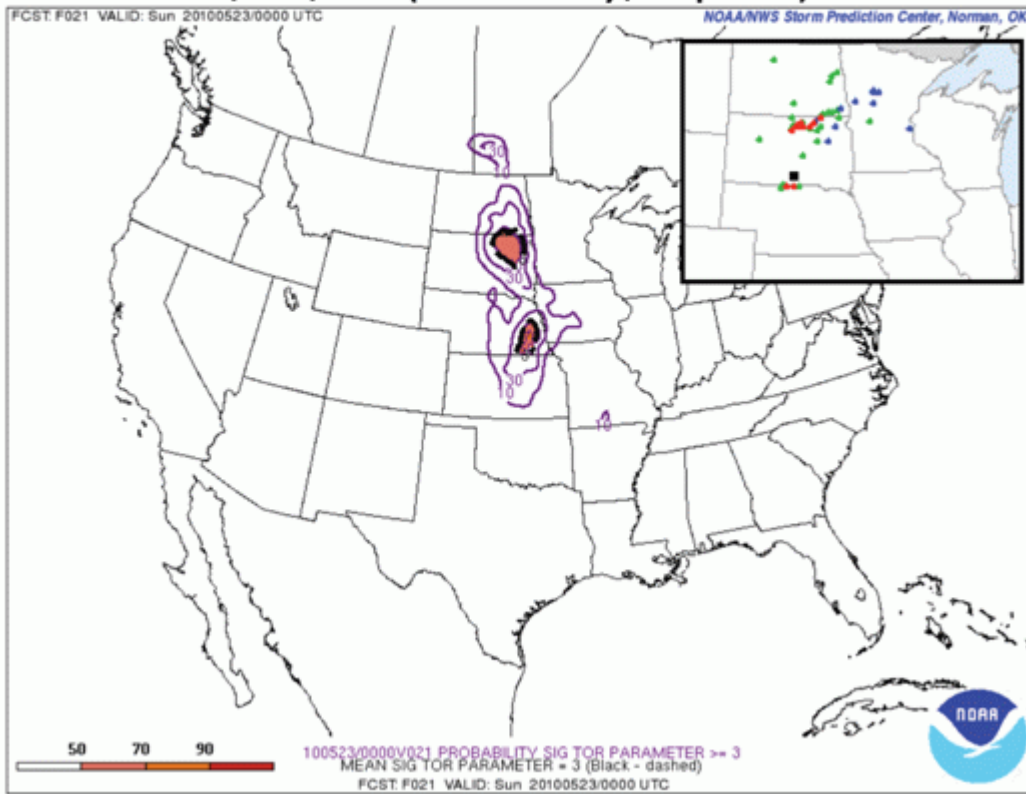 FCST: F021 VALID: Sun 20100523/0000 UTC
NOAA/NWS Storm Prediction Center, Norman, OK
30
10
30
30
10
10
50 70 90
100523/0000V021 PROBABILITY SIG TOR PARAMETER >= 3
MEAN SIG TOR PARAMETER = 3 (Black - dashed)
FCST: F021 VALID: Sun 20100523/0000 UTC
NOAA